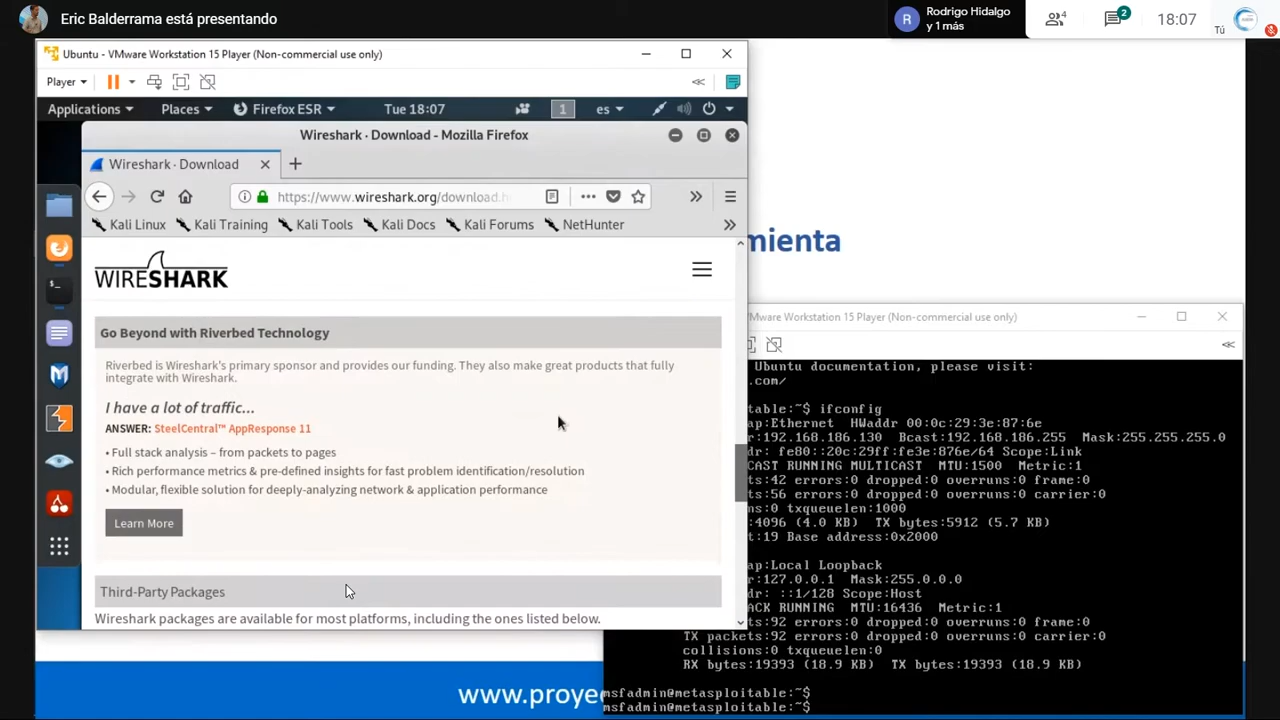 Eric Balderrama está presentando
Rodrigo Hidalgo
y 1 más
R
4
2
18:07
Tú
Ubuntu - VMware Workstation 15 Player (Non-commercial use only)
Player
Applications
Places
Firefox ESR
Tue 18:07
1
es
Wireshark · Download - Mozilla Firefox
Wireshark · Download
https://www.wireshark.org/download.h
Kali Linux
Kali Training
Kali Tools
Kali Docs
Kali Forums
NetHunter
WIRESHARK
Go Beyond with Riverbed Technology
Riverbed is Wireshark's primary sponsor and provides our funding. They also make great products that fully
integrate with Wireshark.
I have a lot of traffic...
ANSWER: SteelCentral™ AppResponse 11
• Full stack analysis – from packets to pages
• Rich performance metrics & pre-defined insights for fast problem identification/resolution
• Modular, flexible solution for deeply-analyzing network & application performance
Learn More
Third-Party Packages
Wireshark packages are available for most platforms, including the ones listed below.
mienta
VMware Workstation 15 Player (Non-commercial use only)
Ubuntu documentation, please visit:
.com/
table:~$ ifconfig
ap:Ethernet HWaddr 00:0c:29:3e:87:6e
r:192.168.186.130 Bcast:192.168.186.255 Mask:255.255.255.0
dr: fe80::20c:29ff:fe3e:876e/64 Scope:Link
CAST RUNNING MULTICAST MTU:1500 Metric:1
ts:42 errors:0 dropped:0 overruns:0 frame:0
ts:56 errors:0 dropped:0 overruns:0 carrier:0
ns:0 txqueuelen:1000
:4096 (4.0 KB) TX bytes:5912 (5.7 KB)
t:19 Base address:0x2000
ap:Local Loopback
r:127.0.0.1 Mask:255.0.0.0
dr: ::1/128 Scope:Host
ACK RUNNING MTU:16436 Metric:1
ts:92 errors:0 dropped:0 overruns:0 frame:0
TX packets:92 errors:0 dropped:0 overruns:0 carrier:0
collisions:0 txqueuelen:0
RX bytes:19393 (18.9 KB) TX bytes:19393 (18.9 KB)
msfadmin@metasploitable:~$
msfadmin@metasploitable:~$
www.proyec